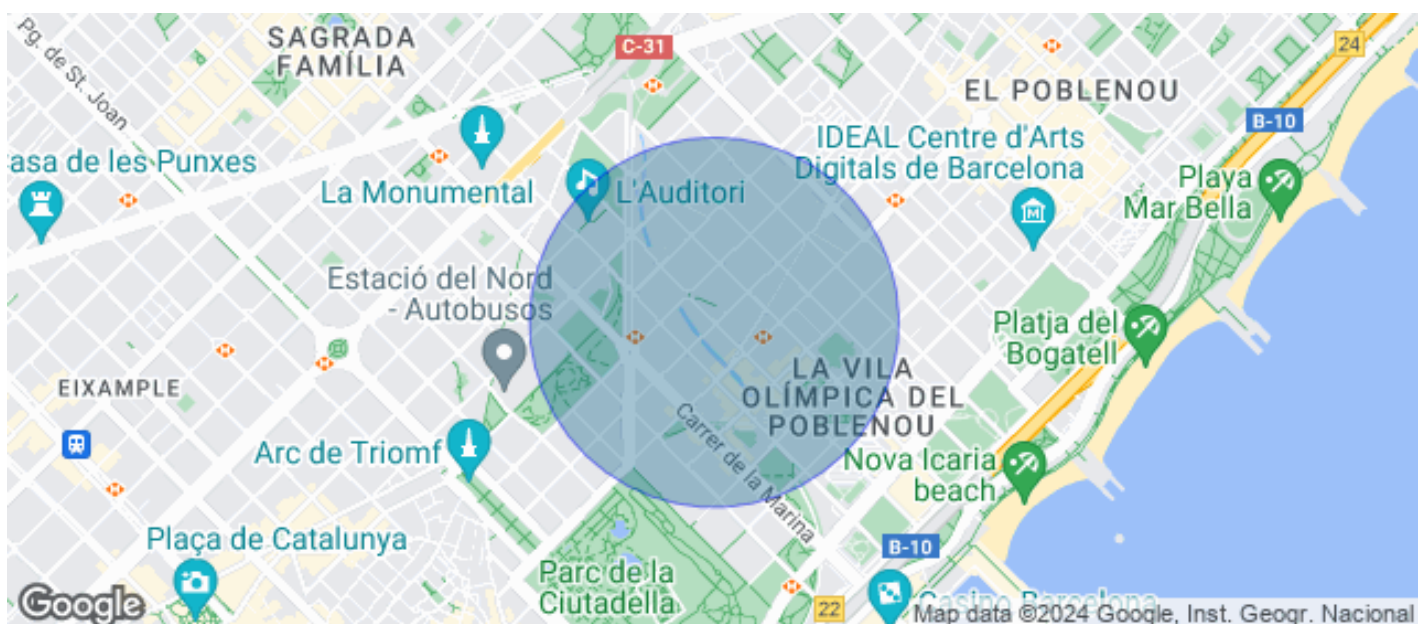 SAGRADA
FAMÍLIA
C-31
24
Pg. de St. Joan
EL POBLENOU
B-10
IDEAL Centre d'Arts
Digitals de Barcelona
asa de les Punxes
La Monumental
L'Auditori
Playa
Mar Bella
Estació del Nord
- Autobusos
Platja del
Bogatell
EIXAMPLE
LA VILA
OLÍMPICA DEL
POBLENOU
Carrer de la Marina
Arc de Triomf
Nova Icaria
beach
Plaça de Catalunya
B-10
Parc de la
Ciutadella
Casino Barcelona
Google
22
Map data ©2024 Google, Inst. Geogr. Nacional